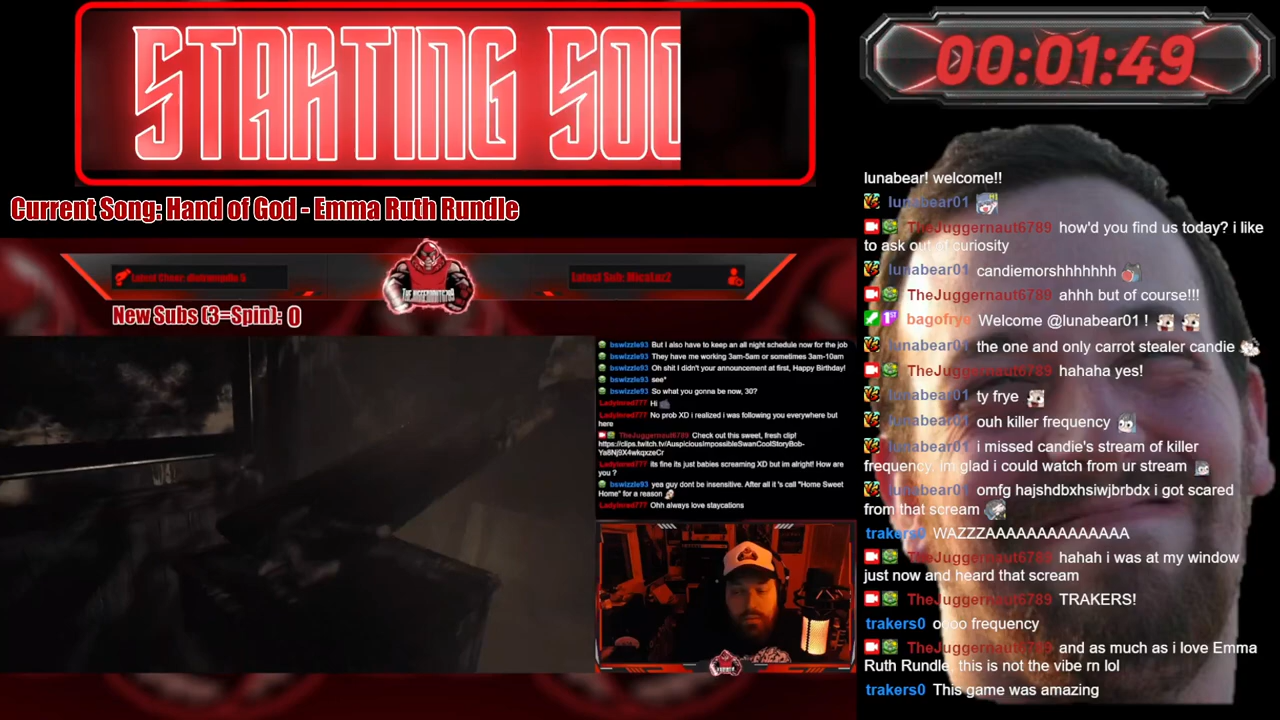 STARTING SOO
00:01:49
Current Song: Hand of God - Emma Ruth Rundle
Latest Cheer:
Latest Sub: MicaLuz2
New Subs (3=Spin): 0
bswizzle93 But I also have to keep an all night schedule now for the job
bswizzle93 They have me working 3am-5am or sometimes 3am-10am
bswizzle93 Oh shit I didn't your announcement at first, Happy Birthday!
bswizzle93 see*
bswizzle93 So what you gonna be now, 30?
Hi
No prob XD i realized i was following you everywhere but
here
TheJuggernaut6789 Check out this sweet, fresh clip!
https://clips.twitch.tv/AuspiciousImpossibleSwanCoolStoryBob-
Its fine its just babies screaming XD but im alright! How are
you ?
bswizzle93 yea guy dont be insensitive. After all it 's call "Home Sweet
Home" for a reason
Ohh always love staycations
lunabear! welcome!!
lunabear01
TheJuggernaut6789 how'd you find us today? i like
to ask out of curiosity
lunabear01 candiemorshhhhhhh
TheJuggernaut6789 ahhh but of course!!!
bagofrye Welcome @lunabear01 !
lunabear01 the one and only carrot stealer candie
TheJuggernaut6789 hahaha yes!
lunabear01 ty frye
lunabear01 ouh killer frequency
lunabear01 i missed candie's stream of killer
frequency. Im glad i could watch from ur stream
lunabear01 omfg hajshdbxhsiwjbrbdx i got scared
from that scream
trakers0 WAZZZAAAAAAAAAAAAAA
TheJuggernaut6789 hahah i was at my window
just now and heard that scream
TheJuggernaut6789 TRAKERS!
trakers0 oooo frequency
TheJuggernaut6789 and as much as i love Emma
Ruth Rundle, this is not the vibe rn lol
trakers0 This game was amazing